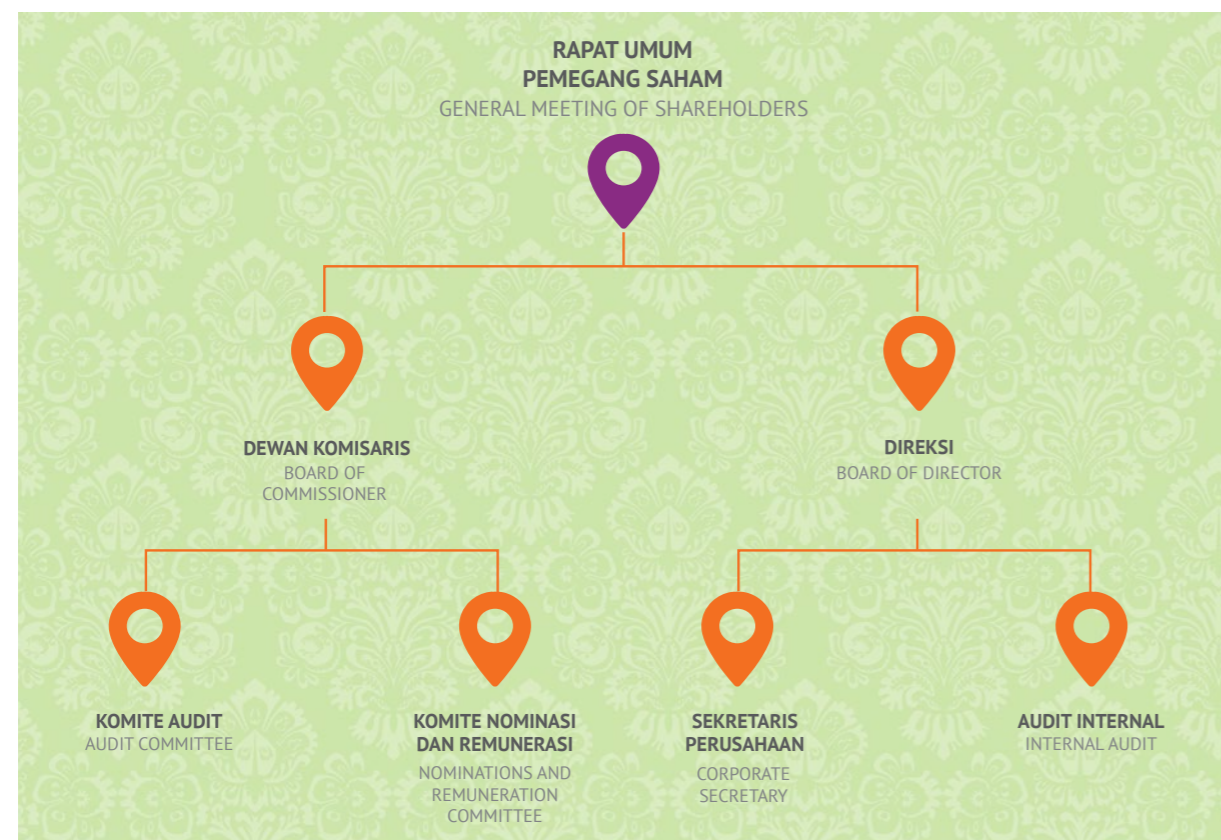 RAPAT UMUM
PEMEGANG SAHAM
GENERAL MEETING OF SHAREHOLDERS
DEWAN KOMISARIS
BOARD OF
COMMISSIONER
DIREKSI
BOARD OF DIRECTOR
KOMITE AUDIT
AUDIT COMMITTEE
KOMITE NOMINASI
DAN REMUNERASI
NOMINATIONS AND
REMUNERATION
COMMITTEE
SEKRETARIS
PERUSAHAAN
CORPORATE
SECRETARY
AUDIT INTERNAL
INTERNAL AUDIT